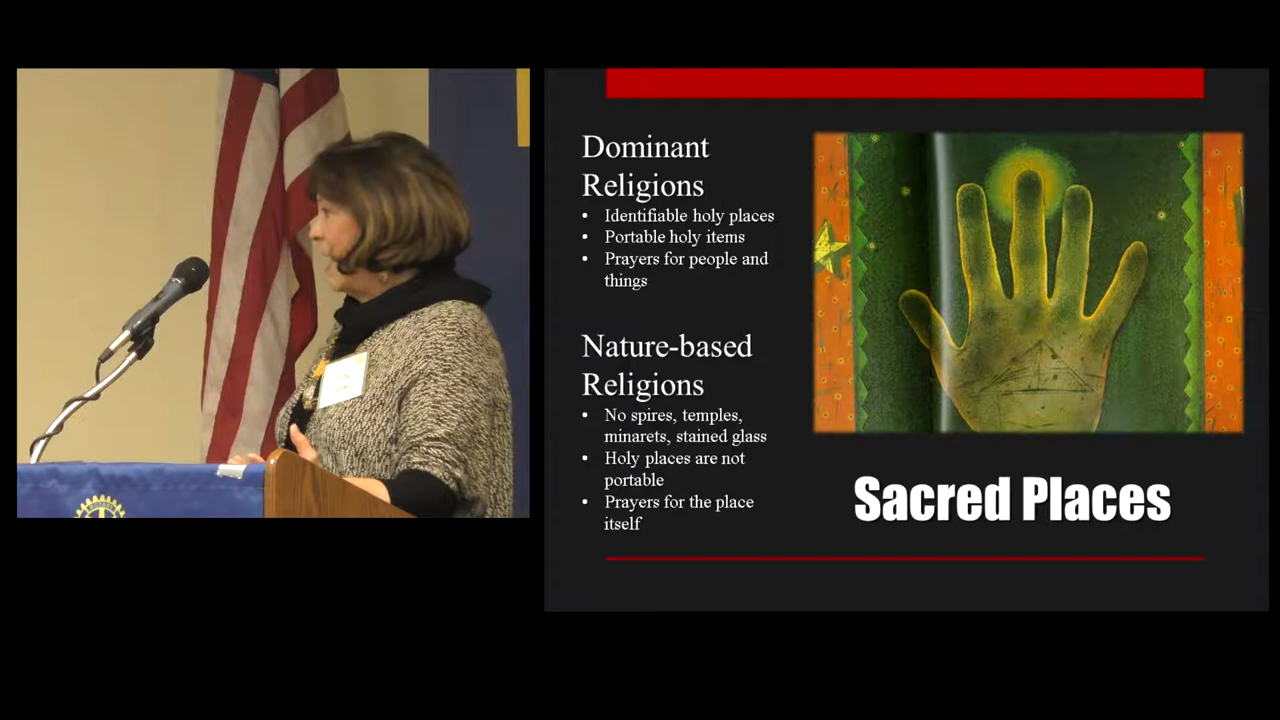 Dominant
Religions
• Identifiable holy places
• Portable holy items
• Prayers for people and
things
Nature-based
Religions
• No spires, temples,
minarets, stained glass
• Holy places are not
portable
• Prayers for the place
itself
Sacred Places